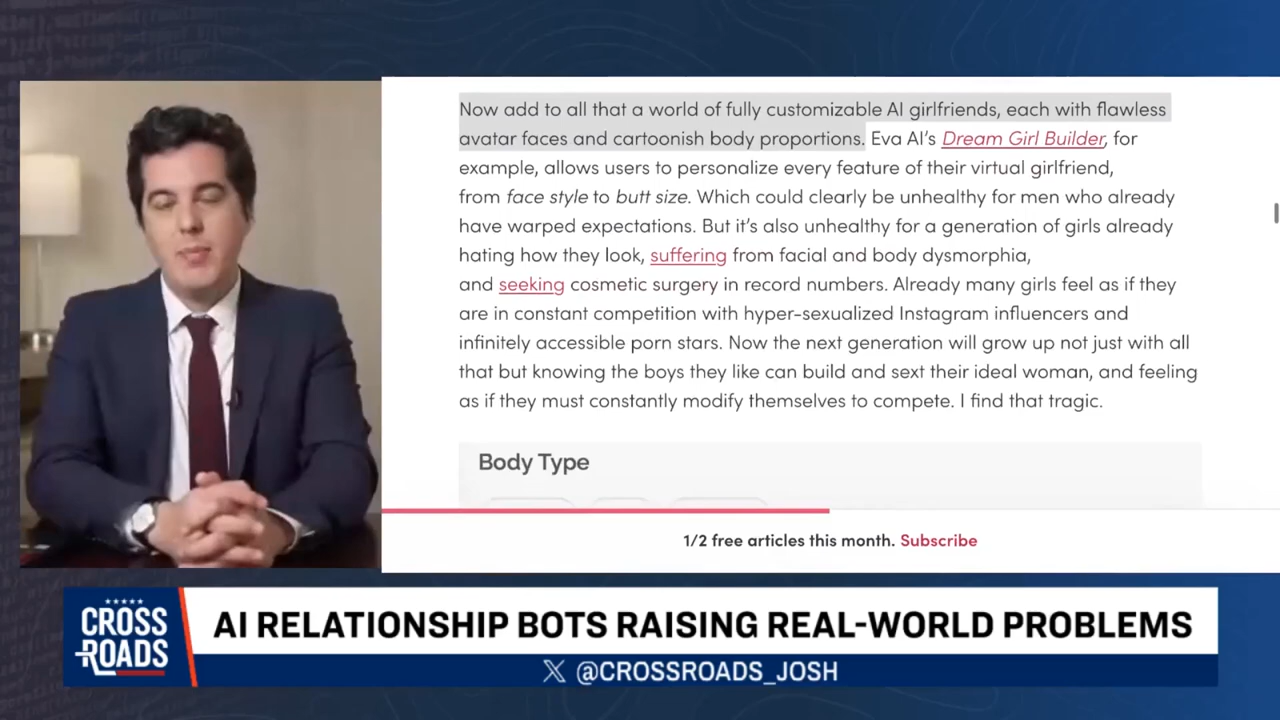 Now add to all that a world of fully customizable AI girlfriends, each with flawless
avatar faces and cartoonish body proportions. Eva AI's Dream Girl Builder, for
example, allows users to personalize every feature of their virtual girlfriend,
from face style to butt size. Which could clearly be unhealthy for men who already
have warped expectations. But it's also unhealthy for a generation of girls already
hating how they look, suffering from facial and body dysmorphia,
and seeking cosmetic surgery in record numbers. Already many girls feel as if they
are in constant competition with hyper-sexualized Instagram influencers and
infinitely accessible porn stars. Now the next generation will grow up not just with all
that but knowing the boys they like can build and sext their ideal woman, and feeling
as if they must constantly modify themselves to compete. I find that tragic.
Body Type
1/2 free articles this month. Subscribe
CROSS
ROADS
AI RELATIONSHIP BOTS RAISING REAL-WORLD PROBLEMS
X @CROSSROADS_JOSH